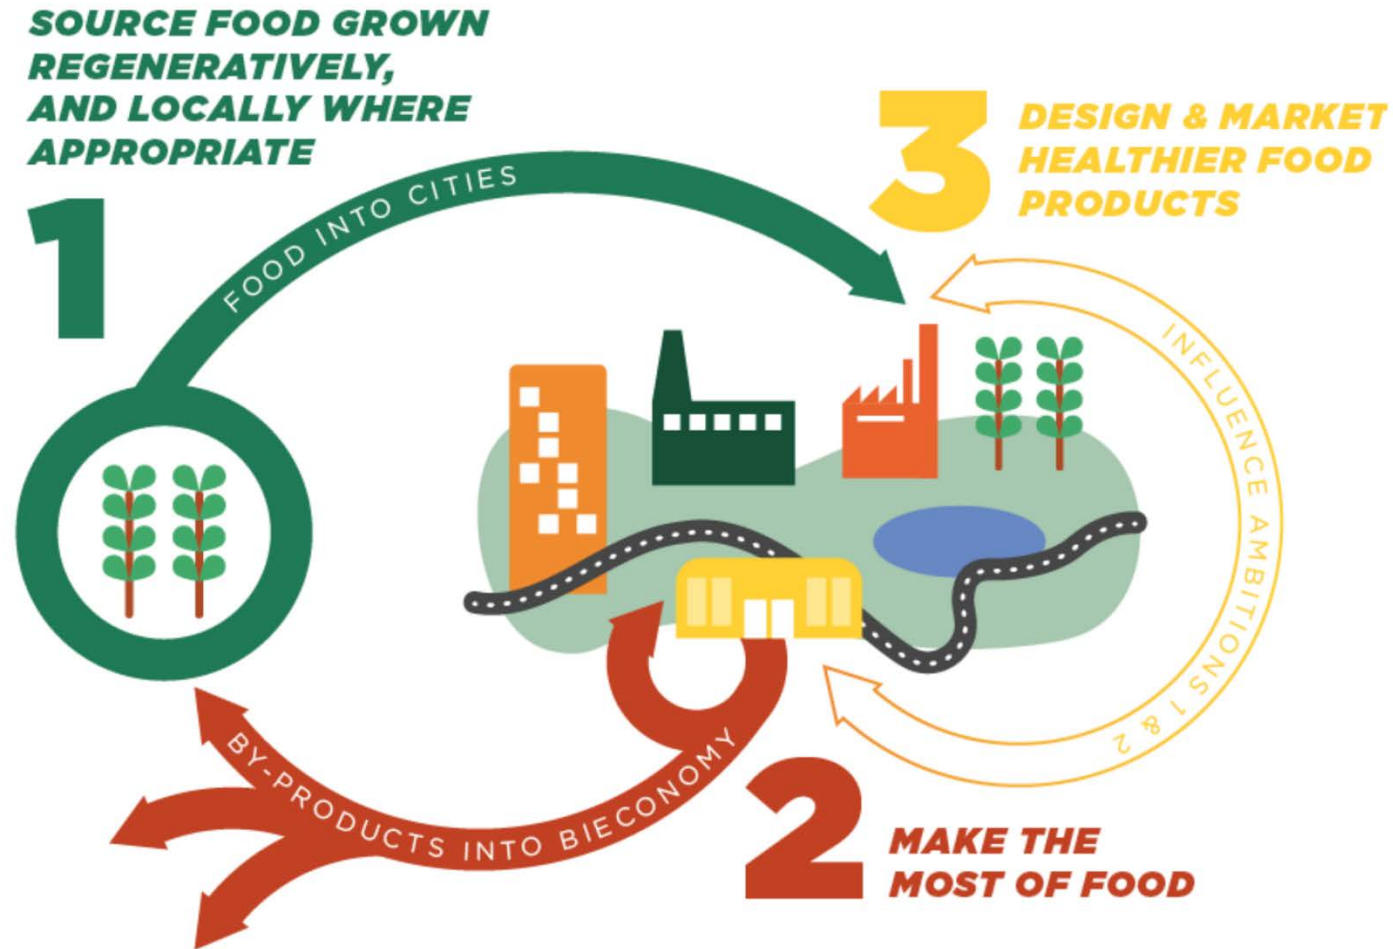 SOURCE FOOD GROWN
REGENERATIVELY,
AND LOCALLY WHERE
APPROPRIATE
1
FOOD INTO CITIES
3
DESIGN & MARKET
HEALTHIER FOOD
PRODUCTS
INFLUENCE AMBITIONS 1 & 2
BY-PRODUCTS INTO BIECONOMY
2
MAKE THE
MOST OF FOOD